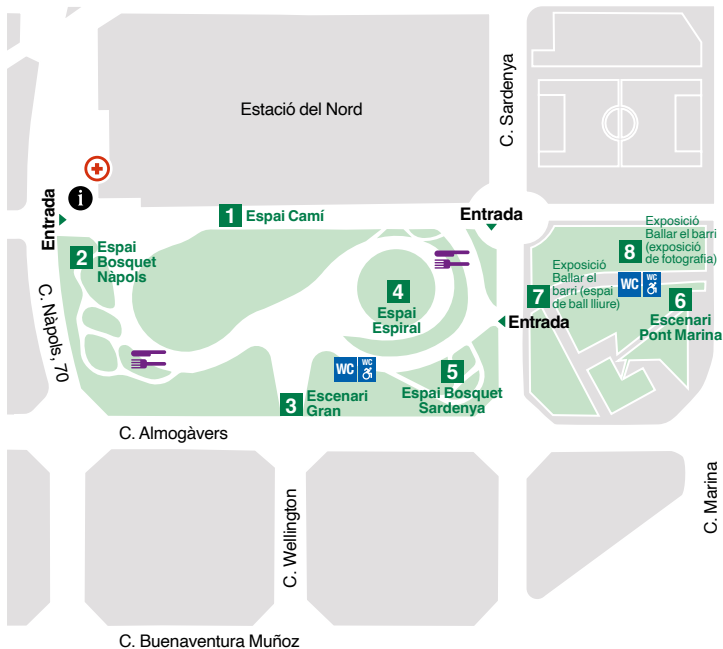 Estació del Nord
C. Sardenya
i
Entrada
1 Espai Camí
Entrada
2 Espai
Bosquet
Nàpols
C. Nàpols, 70
4
Espai
Espiral
Exposició
Ballar el barri
8 (exposició
de fotografia)
Exposició
Ballar el
barri (espai
7 de ball lliure)
WC WC
6
Escenari
Pont Marina
Entrada
WC WC
5
Espai Bosquet
Sardenya
3 Escenari
Gran
C. Almogàvers
C. Wellington
C. Marina
C. Buenaventura Muñoz